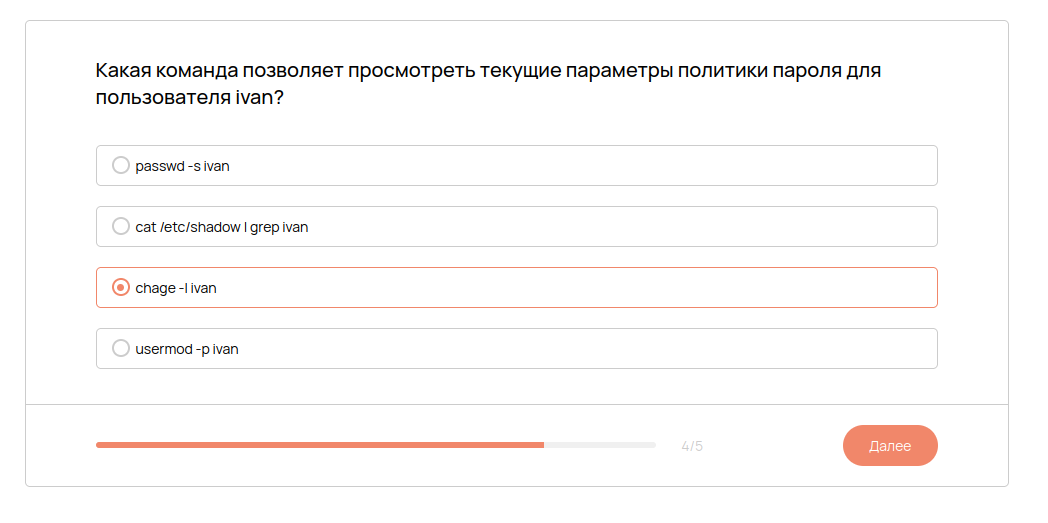 Какая команда позволяет просмотреть текущие параметры политики пароля для
пользователя ivan?
passwd -s ivan
cat /etc/shadow | grep ivan
chage -l ivan
usermod -p ivan
4/5
Далее